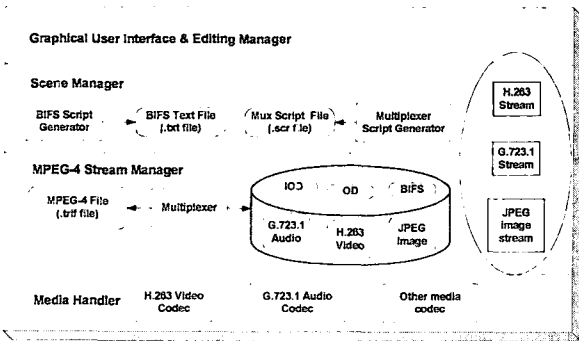 Graphical User Interface & Editing Manager
Scene Manager
BIFS Script
Generator
BIFS Text File
(.txt file)
Mux Script File
(.scr file)
Multiplexer
Script Generator
H.263
Stream
G.723.1
Stream
JPEG
image
stream
MPEG-4 Stream Manager
MPEG-4 File
(.trif file)
Multiplexer
IOD
OD
BIFS
G.723.1
Audio
H.263
Video
JPEG
Image
Media Handler
H.263 Video
Codec
G.723.1 Audio
Codec
Other media
codec